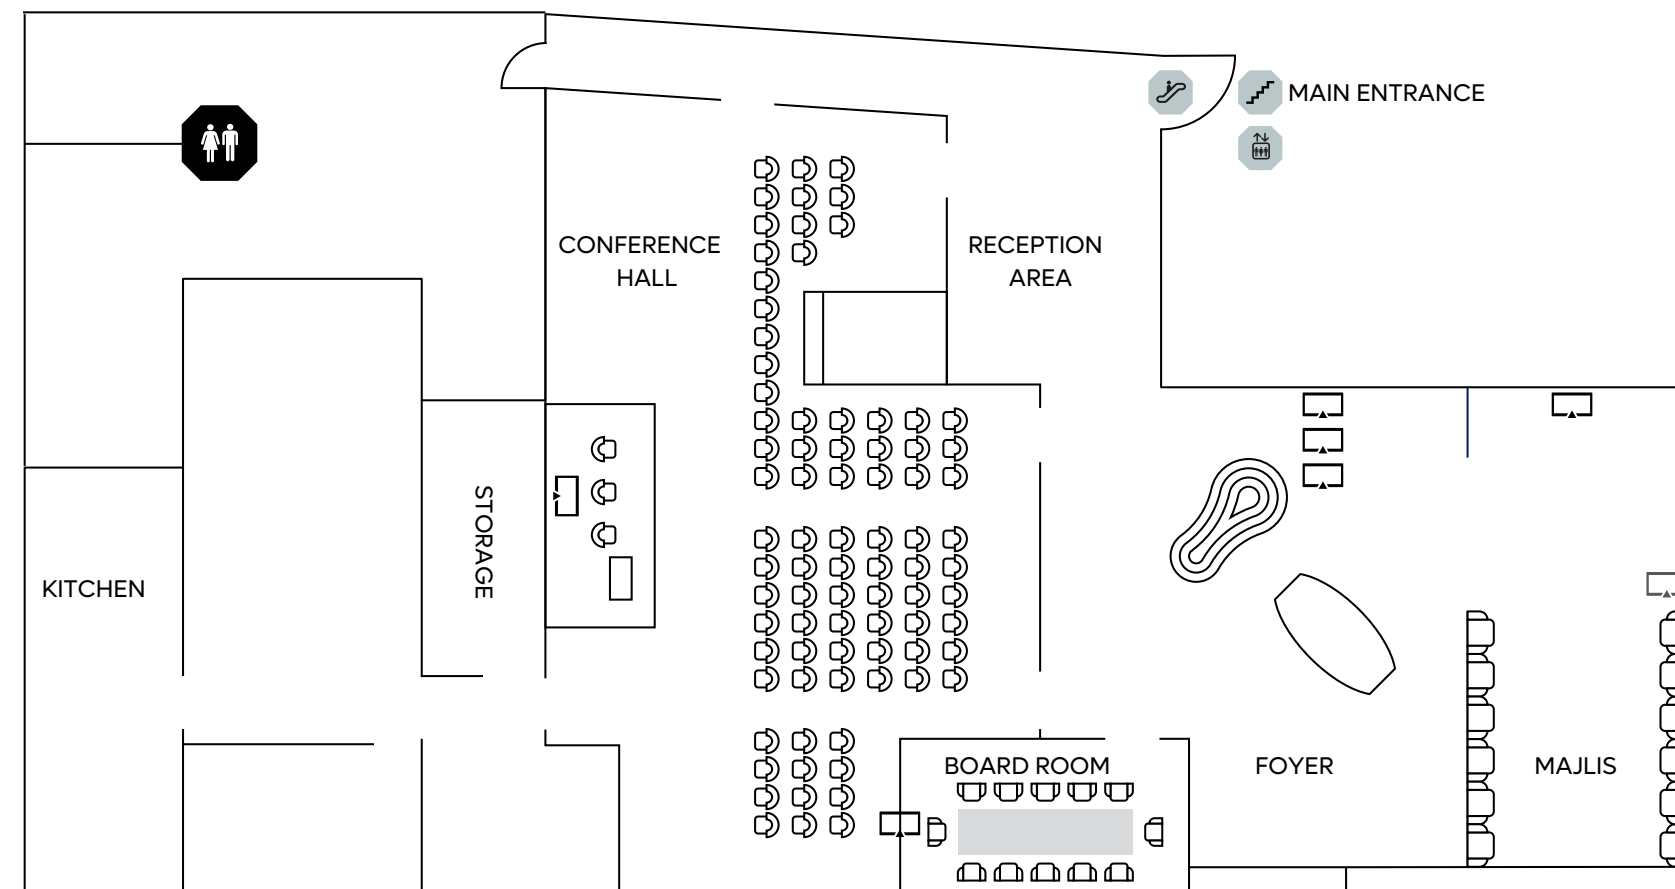 MAIN ENTRANCE
CONFERENCE
HALL
RECEPTION
AREA
STORAGE
KITCHEN
BOARD ROOM
FOYER
MAJLIS